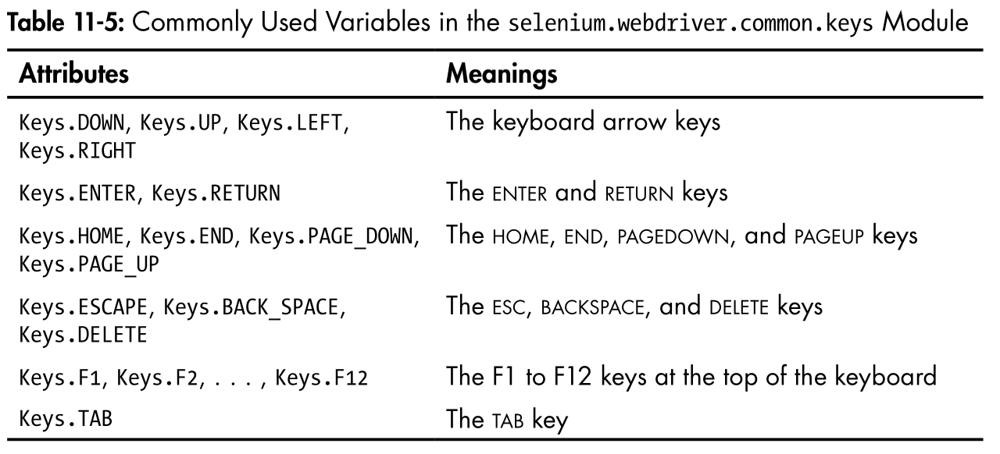 Table 11-5: Commonly Used Variables in the selenium.webdriver.common.keys Module
Attributes Meanings
Keys.DOWN, Keys.UP, Keys.LEFT, The keyboard arrow keys
Keys.RIGHT
Keys.ENTER, Keys.RETURN The ENTER and RETURN keys
Keys.HOME, Keys.END, Keys.PAGE_DOWN, The HOME, END, PAGEDOWN, and PAGEUP keys
Keys.PAGE_UP
Keys.ESCAPE, Keys.BACK_SPACE, The ESC, BACKSPACE, and DELETE keys
Keys.DELETE
Keys.F1, Keys.F2, . . . , Keys.F12 The F1 to F12 keys at the top of the keyboard
Keys.TAB The TAB key